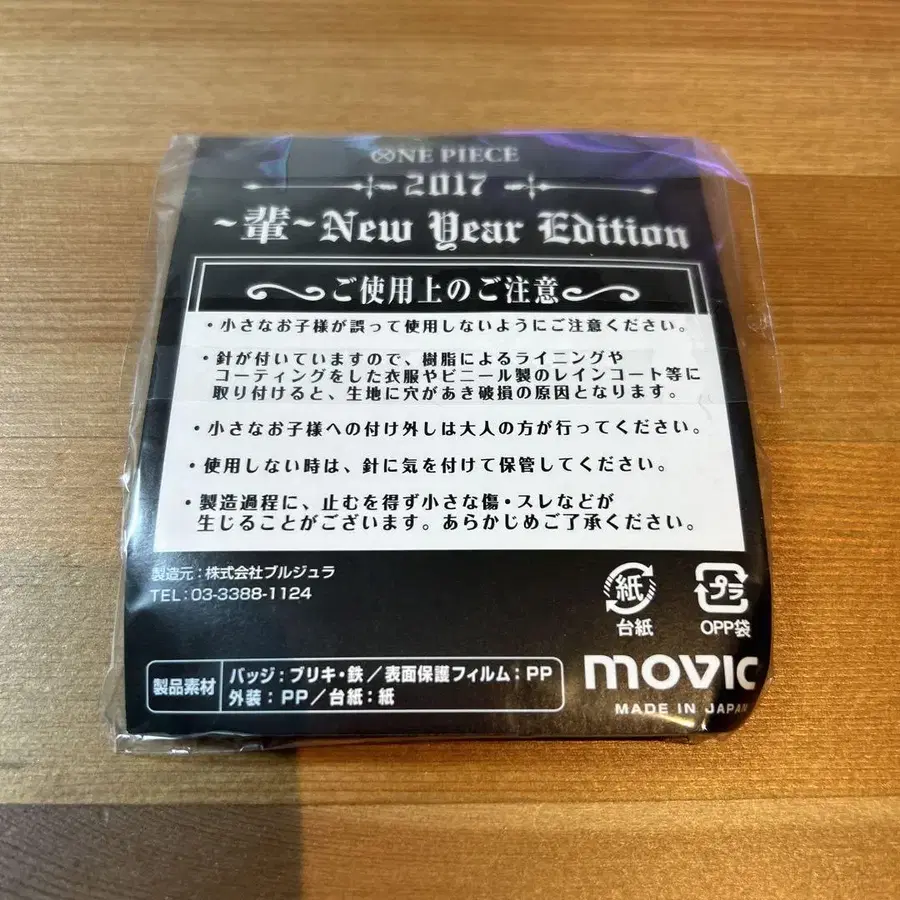 ONE PIECE
2017
～輩～New Year Edition
ご使用上のご注意
・小さなお子様が誤って使用しないようにご注意ください。
・針が付いていますので、樹脂によるライニングや
コーティングをした衣服やビニール製のレインコート等に
取り付けると、生地に穴があき破損の原因となります。
・小さなお子様への付け外しは大人の方が行ってください。
・使用しない時は、針に気を付けて保管してください。
・製造過程に、止むを得ず小さな傷・スレなどが
生じることがございます。あらかじめご了承ください。
製造元：株式会社ブルジュラ
TEL：03-3388-1124
紙
台紙
プラ
OPP袋
製品素材
バッジ：ブリキ・鉄／表面保護フィルム：PP
外装：PP／台紙：紙
movic
MADE IN JAPAN